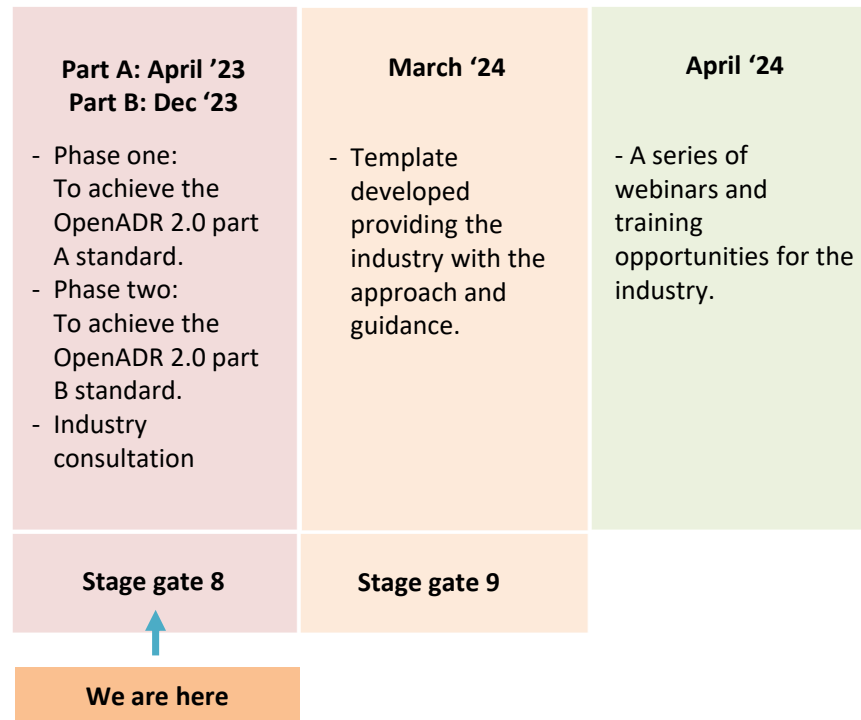 Part A: April ’23
Part B: Dec ‘23
- Phase one:
To achieve the
OpenADR 2.0 part
A standard.
- Phase two:
To achieve the
OpenADR 2.0 part
B standard.
- Industry
consultation
Stage gate 8
We are here
March ‘24
- Template
developed
providing the
industry with the
approach and
guidance.
Stage gate 9
April ‘24
- A series of
webinars and
training
opportunities for the
industry.